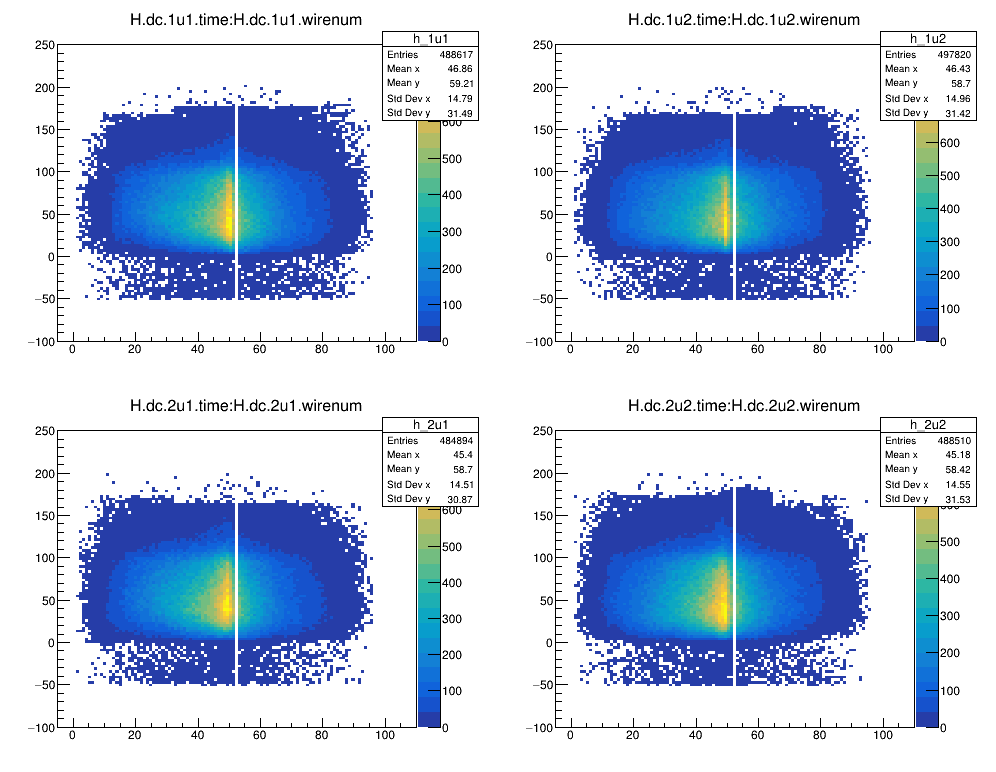 H.dc.1u1.time:H.dc.1u1.wirenum
h_1u1
Entries 488617
Mean x 46.86
Mean y 59.21
Std Dev x 14.79
Std Dev y 31.49
250
200
150
100
50
0
−50
−100
0 20 40 60 80 100
600
500
400
300
200
100
0
H.dc.1u2.time:H.dc.1u2.wirenum
h_1u2
Entries 497820
Mean x 46.43
Mean y 58.7
Std Dev x 14.96
Std Dev y 31.42
250
200
150
100
50
0
−50
−100
0 20 40 60 80 100
600
500
400
300
200
100
0
H.dc.2u1.time:H.dc.2u1.wirenum
h_2u1
Entries 484894
Mean x 45.4
Mean y 58.7
Std Dev x 14.51
Std Dev y 30.87
250
200
150
100
50
0
−50
−100
0 20 40 60 80 100
600
500
400
300
200
100
0
H.dc.2u2.time:H.dc.2u2.wirenum
h_2u2
Entries 488510
Mean x 45.18
Mean y 58.42
Std Dev x 14.55
Std Dev y 31.53
250
200
150
100
50
0
−50
−100
0 20 40 60 80 100
500
400
300
200
100
0